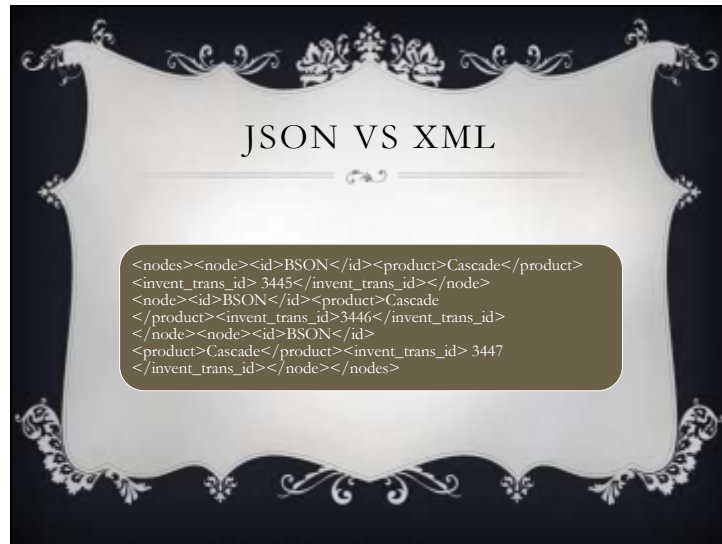 JSON VS XML
<nodes><node><id>BSON</id><product>Cascade</product>
<invent_trans_id> 3445</invent_trans_id></node>
<node><id>BSON</id><product>Cascade
</product><invent_trans_id>3446</invent_trans_id>
</node><node><id>BSON</id>
<product>Cascade</product><invent_trans_id> 3447
</invent_trans_id></node></nodes>